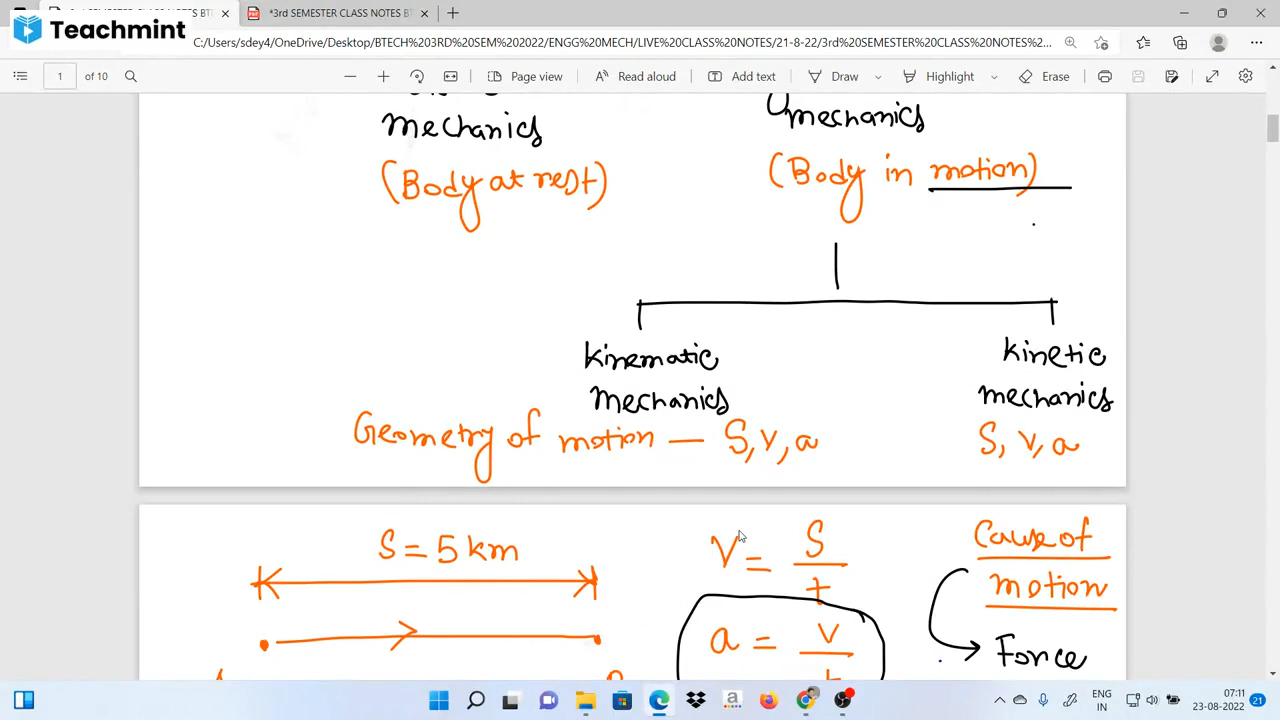 *3rd SEMESTER CLASS NOTES BT
Teachmint
C:/Users/sdey4/OneDrive/Desktop/BTECH%203RD%20SEM%202022/ENGG%20MECH/LIVE%20CLASS%20NOTES/21-8-22/3rd%20SEMESTER%20CLASS%20NOTES%...
1 of 10
Page view
Read aloud
Add text
Draw
Highlight
Erase
mechanics
mechanics
(Body at rest)
(Body in motion)
kinematic
mechanics
kinetic
mechanics
Geometry of motion — S, v, a
S, v, a
S = 5 km
V = S/t
Cause of
motion
a = v/t
Force
ENG
IN
07:11
23-08-2022
21